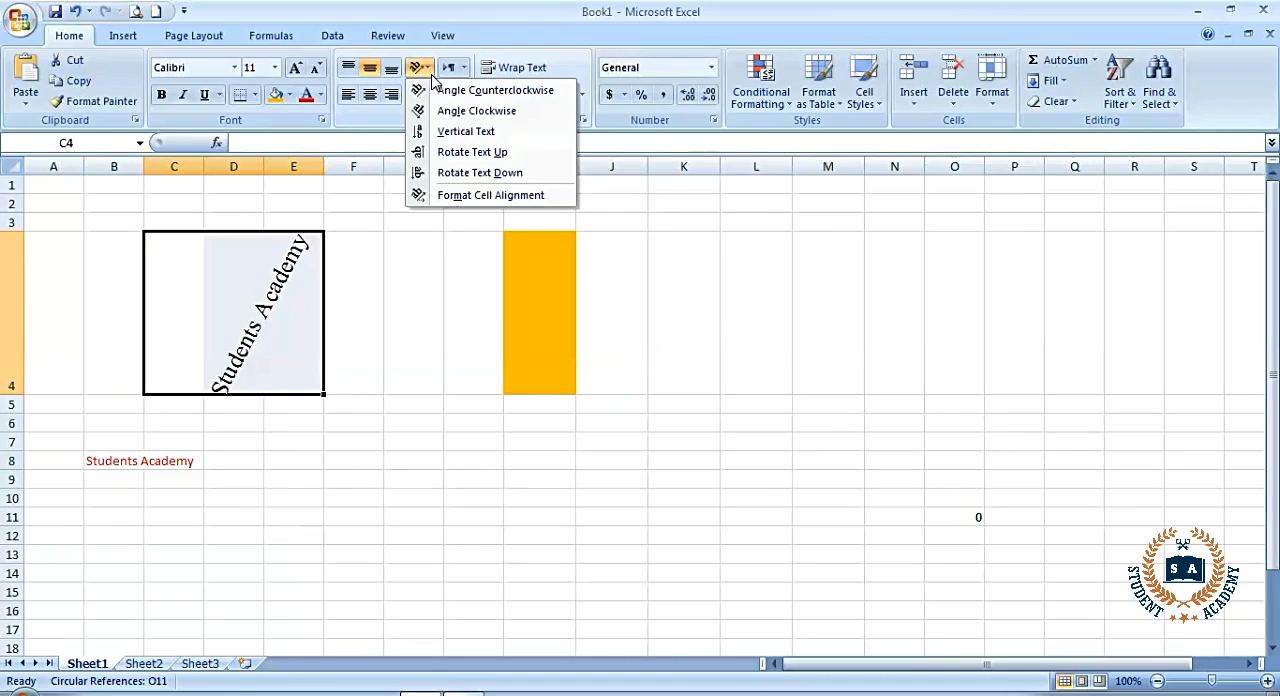 Book1 - Microsoft Excel
Home Insert Page Layout Formulas Data Review View
Paste
Cut
Copy
Format Painter
Clipboard
Calibri 11 A A
B I U A
Font
Wrap Text
General
$ % ,
Number
Conditional Formatting
Format as Table
Cell Styles
Styles
Insert Delete Format
Cells
Σ AutoSum
Fill
Clear
Sort & Filter
Find & Select
Editing
Angle Counterclockwise
Angle Clockwise
Vertical Text
Rotate Text Up
Rotate Text Down
Format Cell Alignment
C4 fx
A B C D E F J K L M N O P Q R S T
1
2
3
4
Students Academy
5
6
7
8 Students Academy
9
10
11 0
12
13
14
15
16
17
18
S A
STUDENT ACADEMY
Sheet1 Sheet2 Sheet3
Ready Circular References: O11 100%